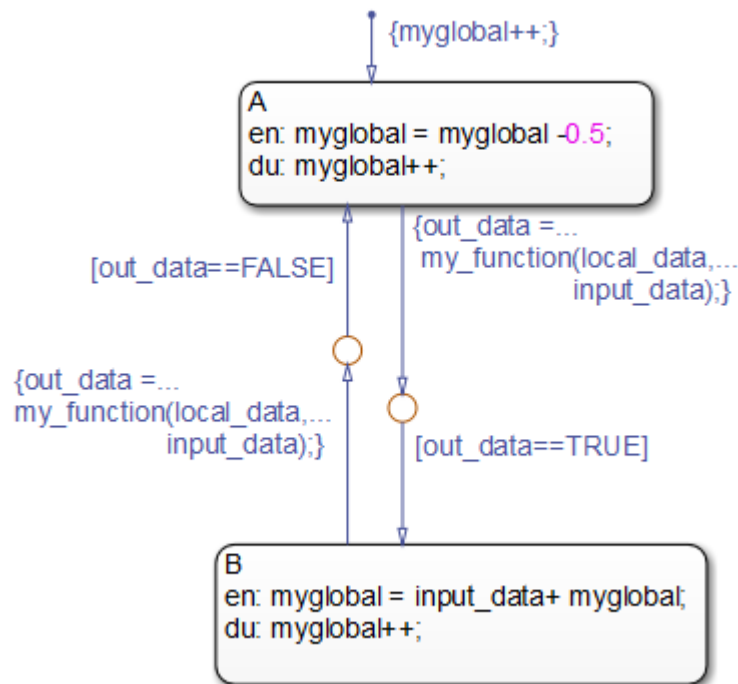 {myglobal++;}
A
en: myglobal = myglobal -0.5;
du: myglobal++;
{out_data =...
my_function(local_data,...
input_data);}
[out_data==FALSE]
{out_data =...
my_function(local_data,...
input_data);}
[out_data==TRUE]
B
en: myglobal = input_data+ myglobal;
du: myglobal++;